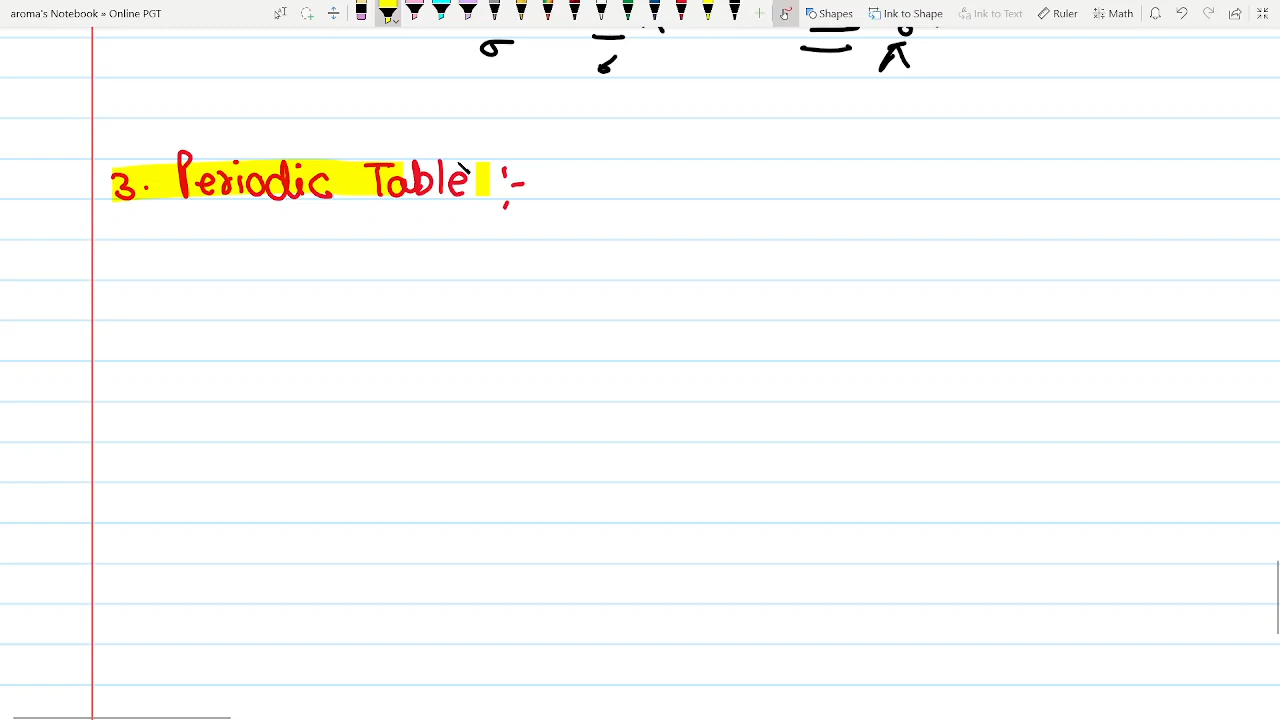 aroma's Notebook » Online PGT
Shapes Ink to Shape Ink to Text Ruler Math
3. Periodic Table :-